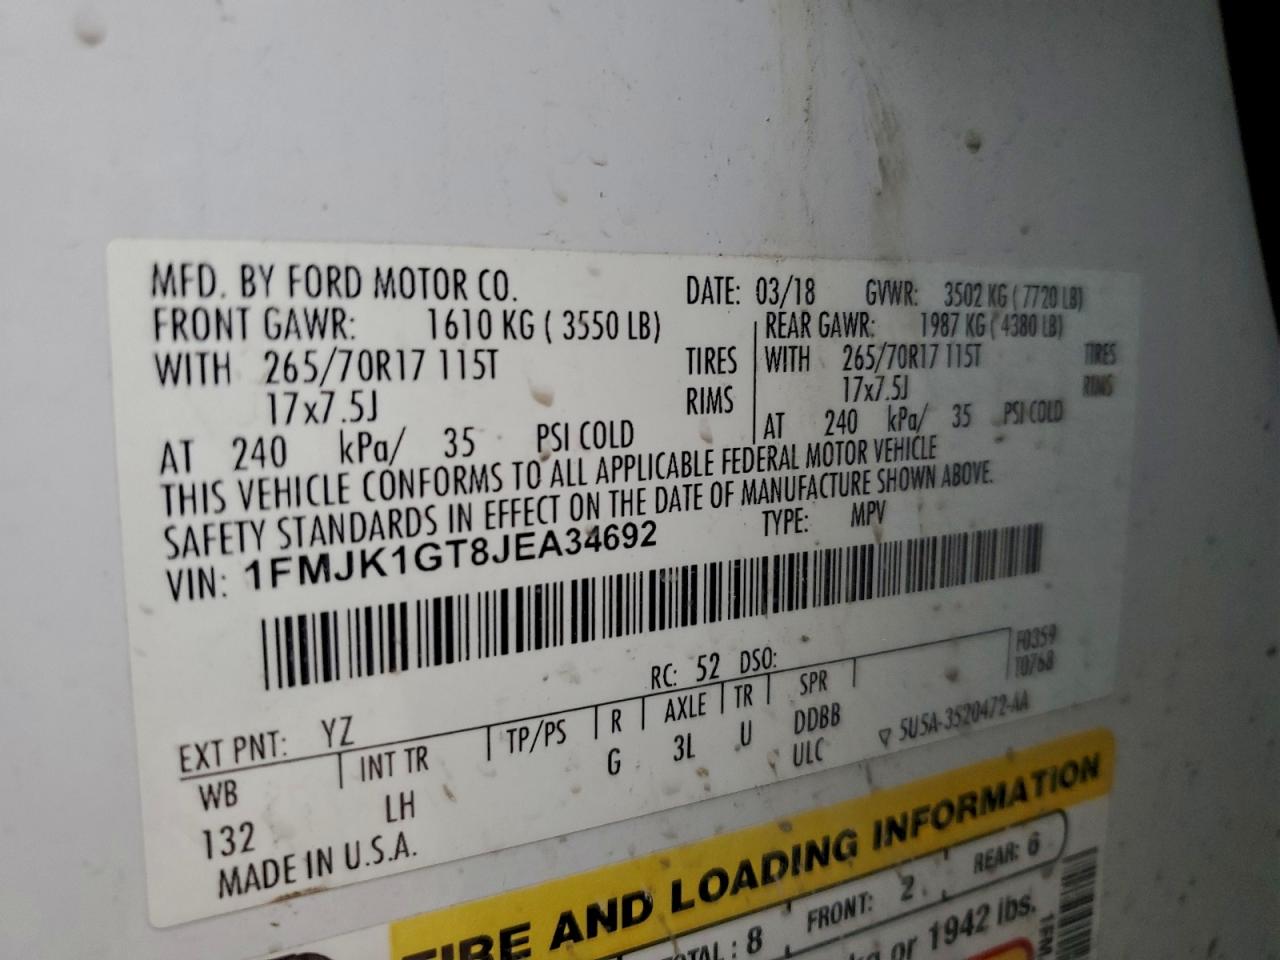 MFD. BY FORD MOTOR CO. DATE: 03/18 GVWR: 3502 KG ( 7720 LB)
FRONT GAWR: 1610 KG ( 3550 LB) REAR GAWR: 1987 KG ( 4380 LB)
WITH 265/70R17 115T TIRES WITH 265/70R17 115T TIRES
17x7.5J RIMS 17x7.5J RIMS
AT 240 kPa/ 35 PSI COLD AT 240 kPa/ 35 PSI COLD
THIS VEHICLE CONFORMS TO ALL APPLICABLE FEDERAL MOTOR VEHICLE
SAFETY STANDARDS IN EFFECT ON THE DATE OF MANUFACTURE SHOWN ABOVE.
VIN: 1FMJK1GT8JEA34692 TYPE: MPV
F0359
RC: 52 DSO: T0768
EXT PNT: YZ
WB INT TR TP/PS R AXLE TR SPR
132 LH G 3L U DDBB
ULC ▽ 5U5A-3520472-AA
MADE IN U.S.A.
TIRE AND LOADING INFORMATION
TOTAL : 8 FRONT: 2 REAR: 6
kg or 1942 lbs.
1FM